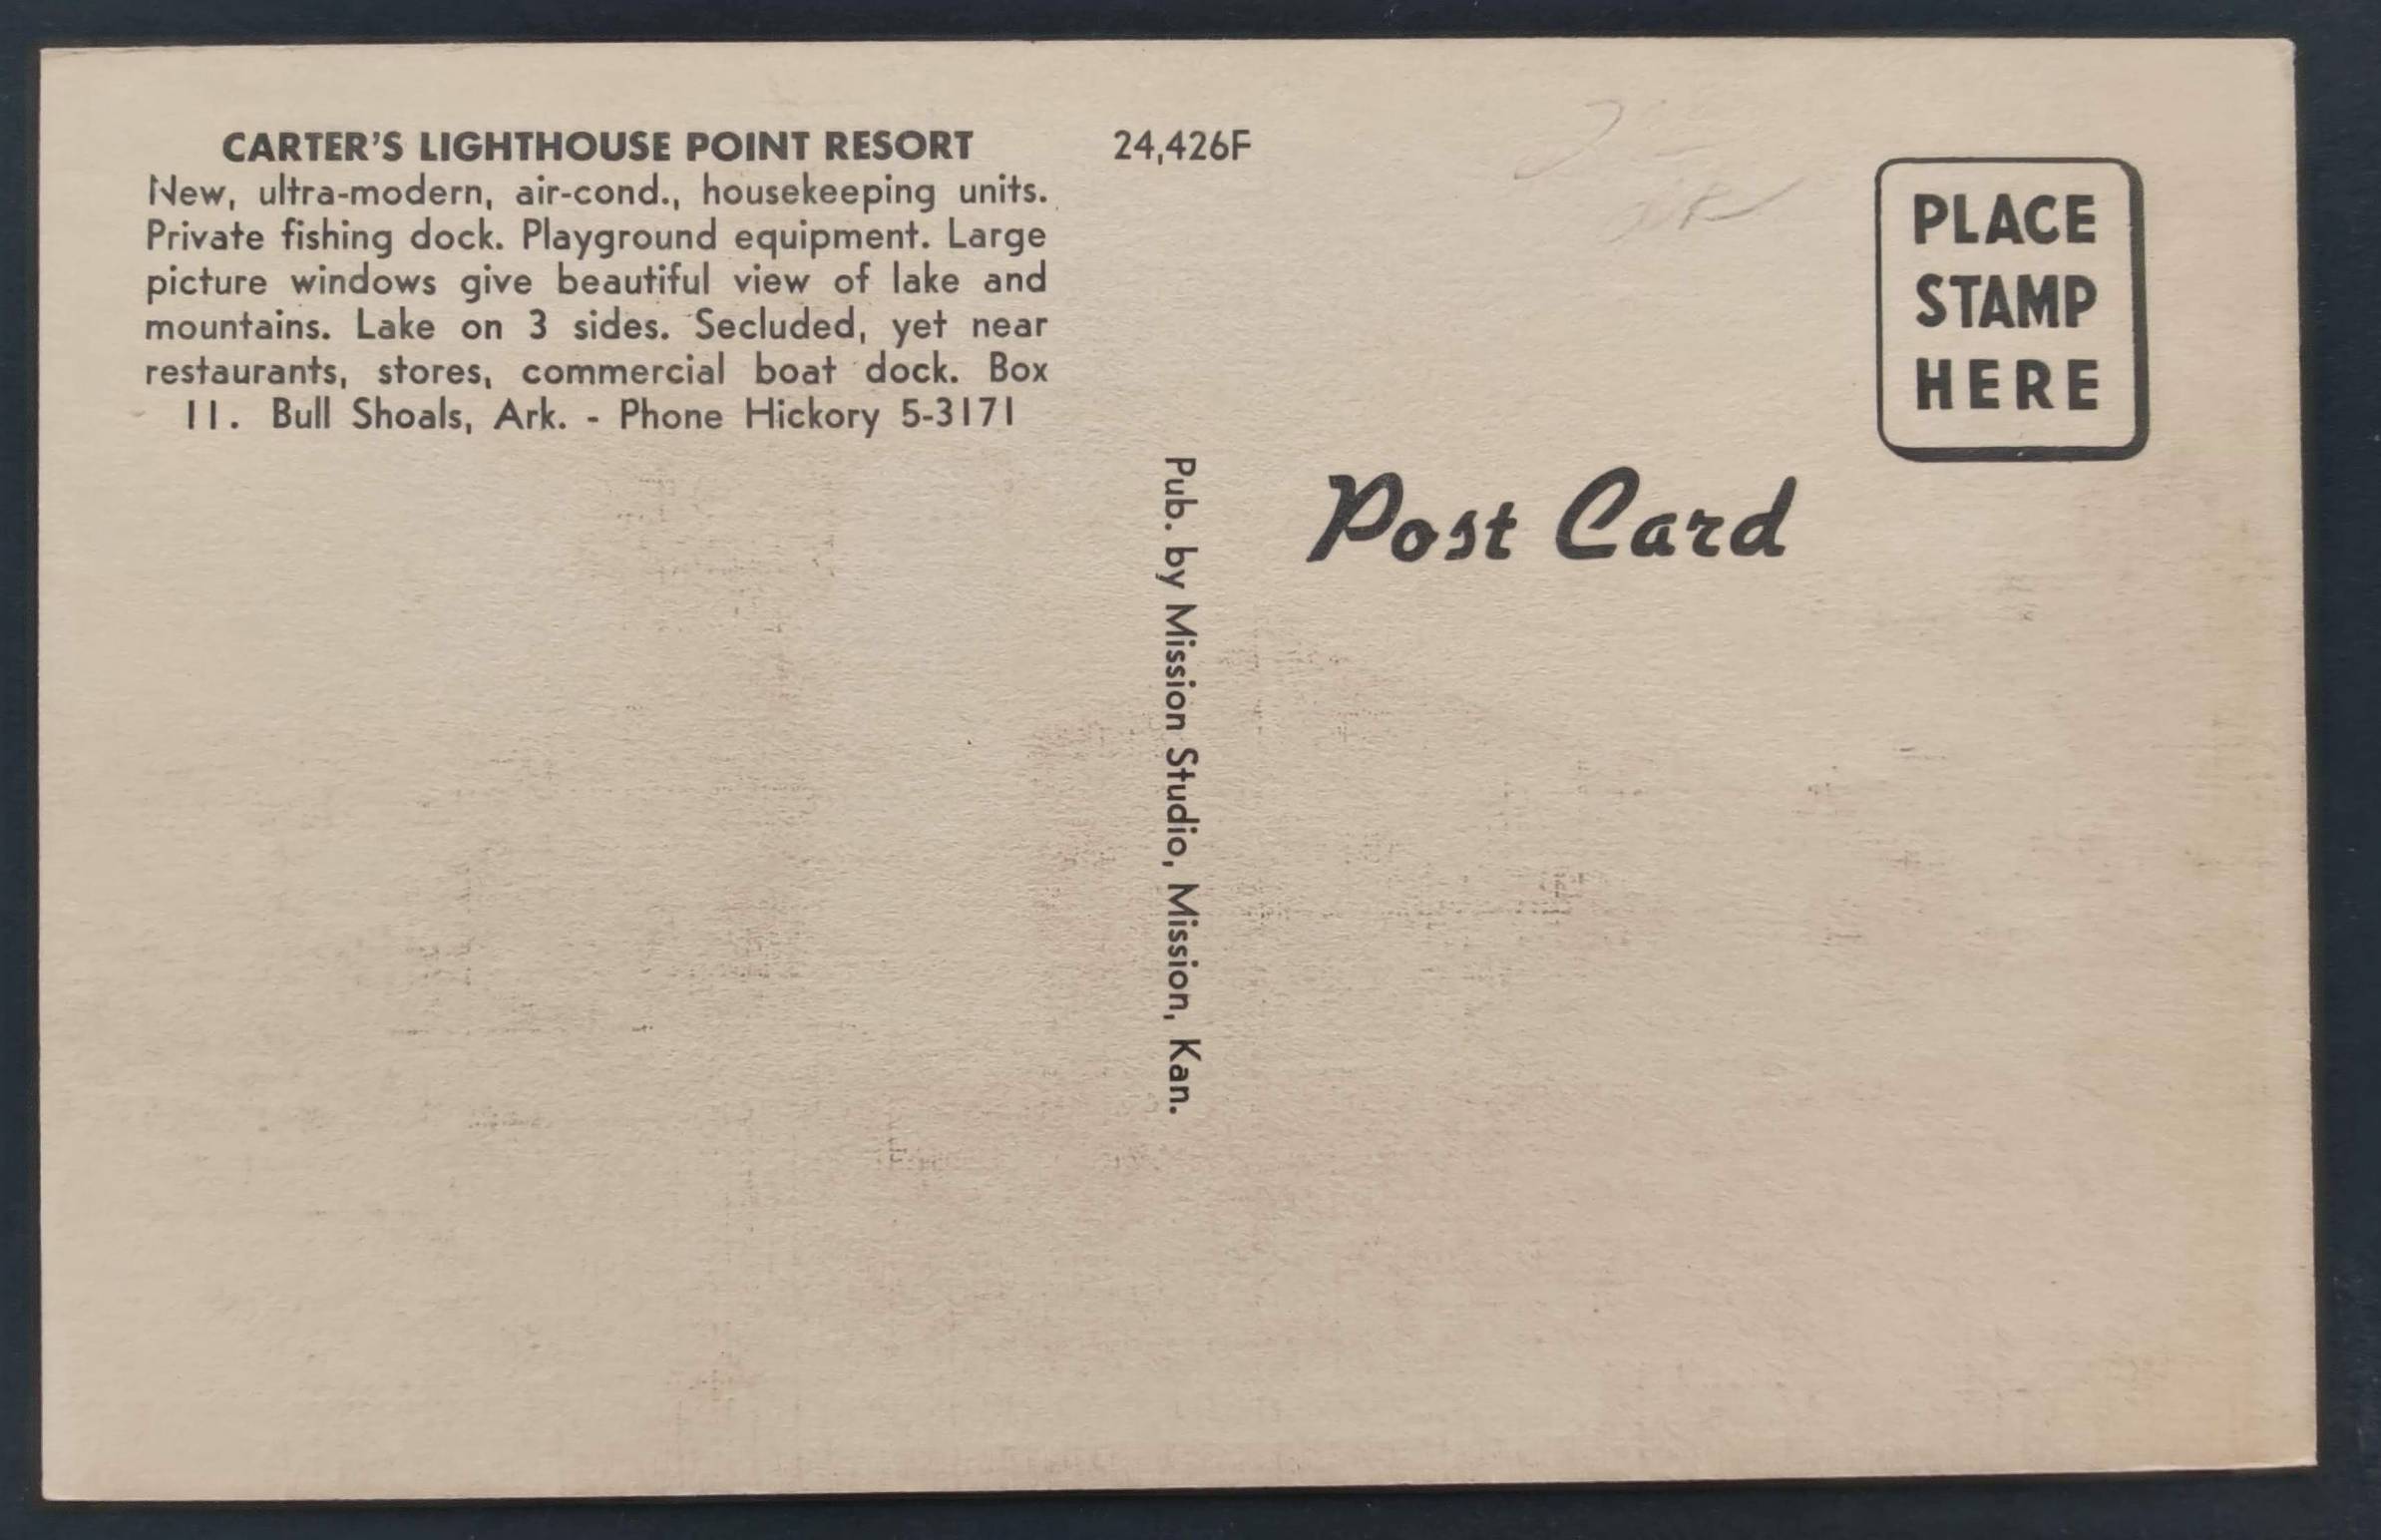 CARTER'S LIGHTHOUSE POINT RESORT
New, ultra-modern, air-cond., housekeeping units.
Private fishing dock. Playground equipment. Large
picture windows give beautiful view of lake and
mountains. Lake on 3 sides. Secluded, yet near
restaurants, stores, commercial boat dock. Box
11. Bull Shoals, Ark. - Phone Hickory 5-3171
24,426F
PLACE
STAMP
HERE
Post Card
Pub. by Mission Studio, Mission, Kan.